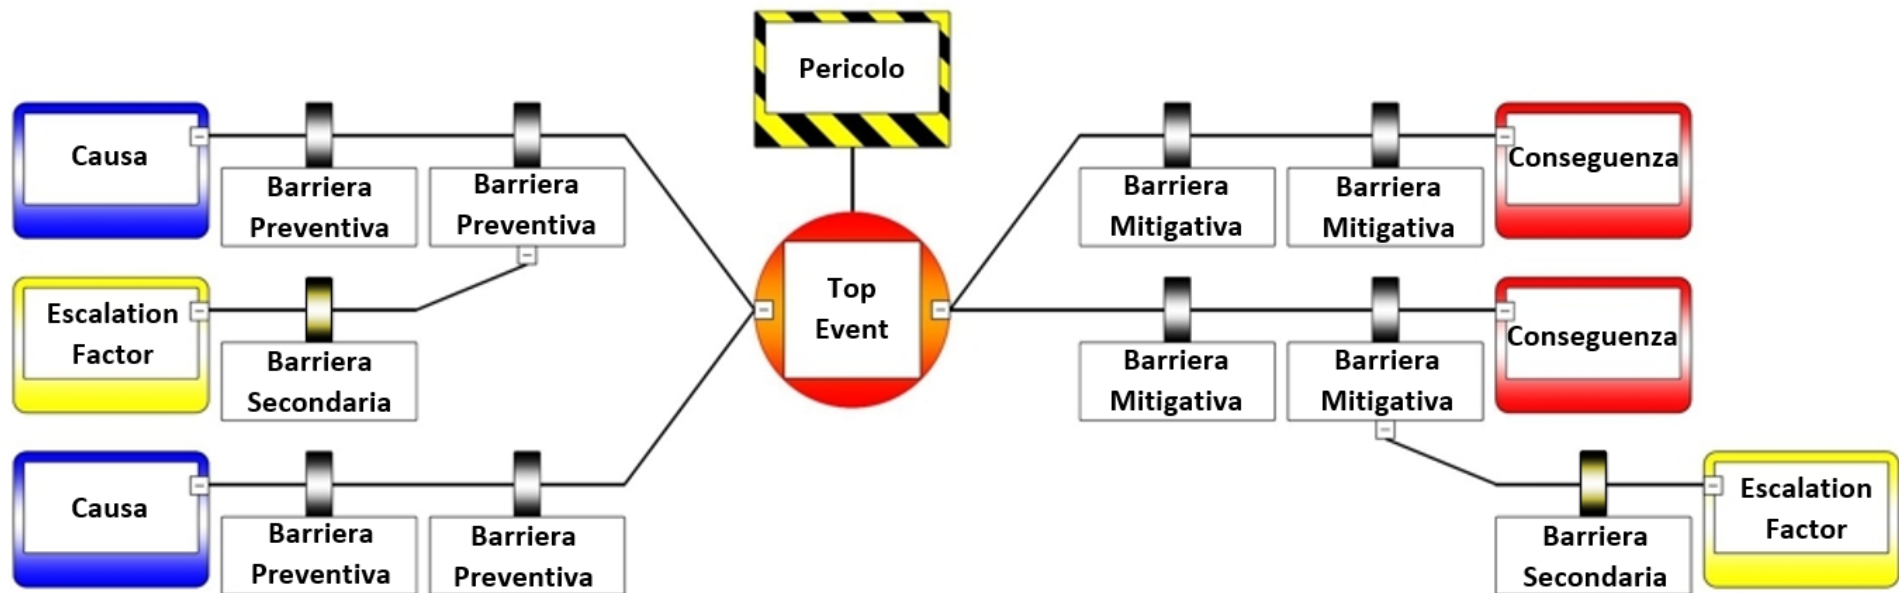 Pericolo
Causa
Barriera
Preventiva
Barriera
Preventiva
Barriera
Mitigativa
Barriera
Mitigativa
Conseguenza
Escalation
Factor
Barriera
Secondaria
Top
Event
Barriera
Mitigativa
Barriera
Mitigativa
Conseguenza
Causa
Barriera
Preventiva
Barriera
Preventiva
Barriera
Secondaria
Escalation
Factor